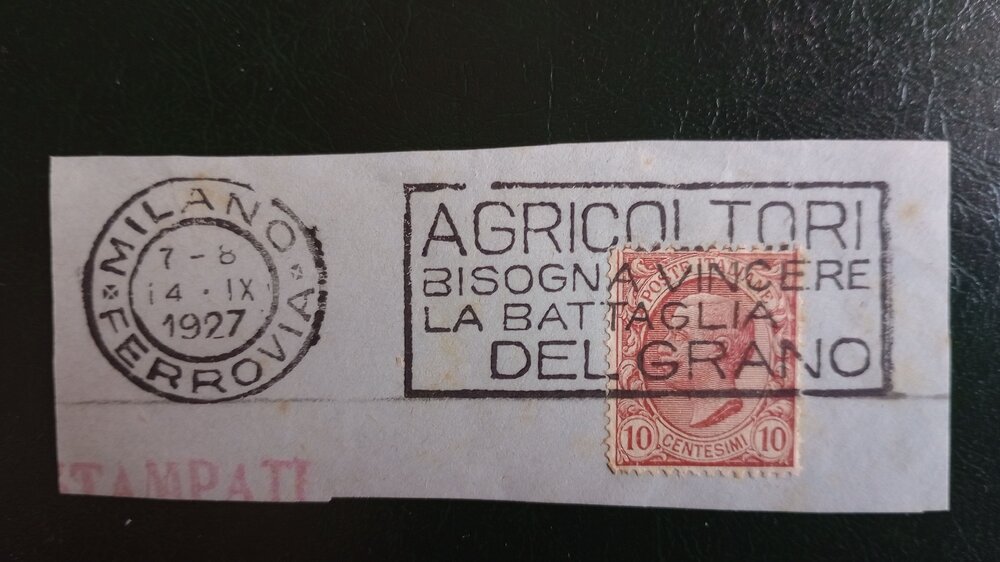 MILANO
7-8
14·IX
1927
FERROVIA
AGRICOLTORI
BISOGNA VINCERE
LA BATTAGLIA
DEL GRANO
POSTE ITALIANE
10 CENTESIMI 10
STAMPATI